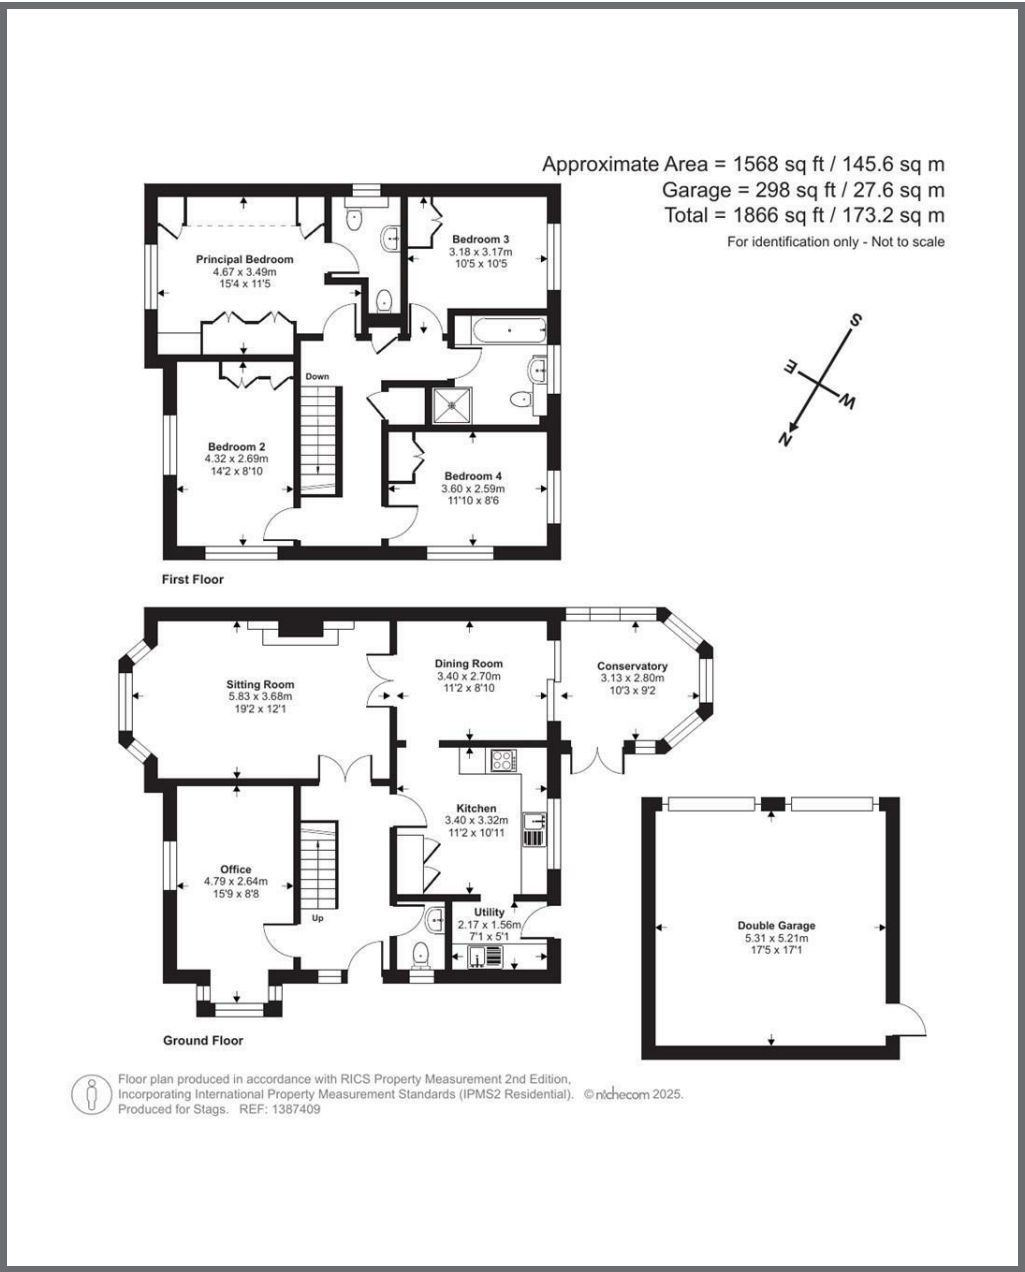 Approximate Area = 1568 sq ft / 145.6 sq m
Garage = 298 sq ft / 27.6 sq m
Total = 1866 sq ft / 173.2 sq m
For identification only - Not to scale
Principal Bedroom
4.67 x 3.49m
15'4 x 11'5
Bedroom 3
3.18 x 3.17m
10'5 x 10'5
S
E
W
N
Down
Bedroom 2
4.32 x 2.69m
14'2 x 8'10
Bedroom 4
3.60 x 2.59m
11'10 x 8'6
First Floor
Sitting Room
5.83 x 3.68m
19'2 x 12'1
Dining Room
3.40 x 2.70m
11'2 x 8'10
Conservatory
3.13 x 2.80m
10'3 x 9'2
Kitchen
3.40 x 3.32m
11'2 x 10'11
Office
4.79 x 2.64m
15'9 x 8'8
Up
Utility
2.17 x 1.56m
7'1 x 5'1
Double Garage
5.31 x 5.21m
17'5 x 17'1
Ground Floor
Floor plan produced in accordance with RICS Property Measurement 2nd Edition,
Incorporating International Property Measurement Standards (IPMS2 Residential). © nichecom 2025.
Produced for Stags. REF: 1387409